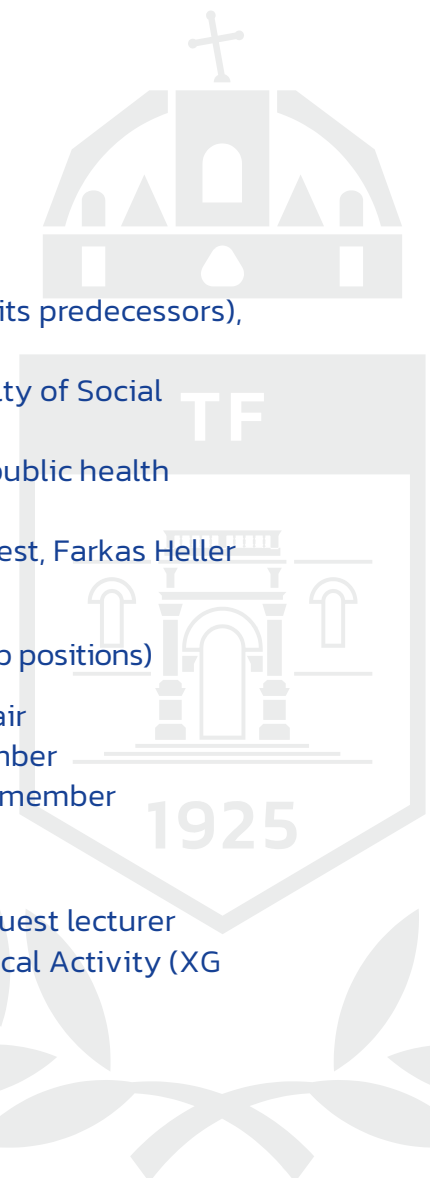 its predecessors),
lty of Social
TF
public health
est, Farkas Heller
p positions)
air
nber
member
1925
uest lecturer
cal Activity (XG